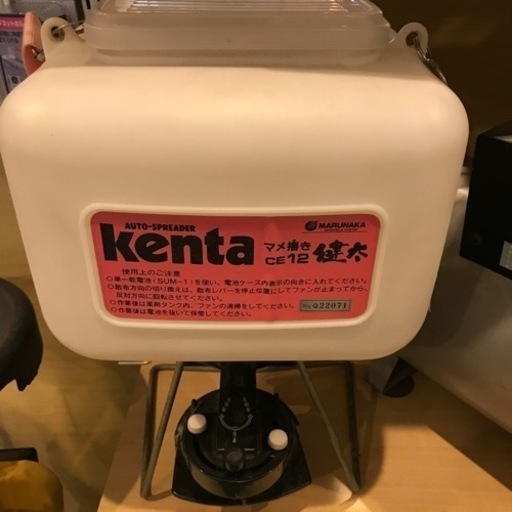 AUTO-SPREADER
kenta
マメ播き
CE12
健太
MARUNAKA
使用上のご注意
○単一乾電池(SUM-1)を使い、電池ケース内表示の向きに入れてください。
○散布方向の切り換えは、散布レバーを停止位置にしてファンが止まってから、
反対方向に回転させてください。
○作業後は薬剤タンク内、ファンの清掃をしてください。
○作業後は電池を抜いて保管してください。
No. Q22071